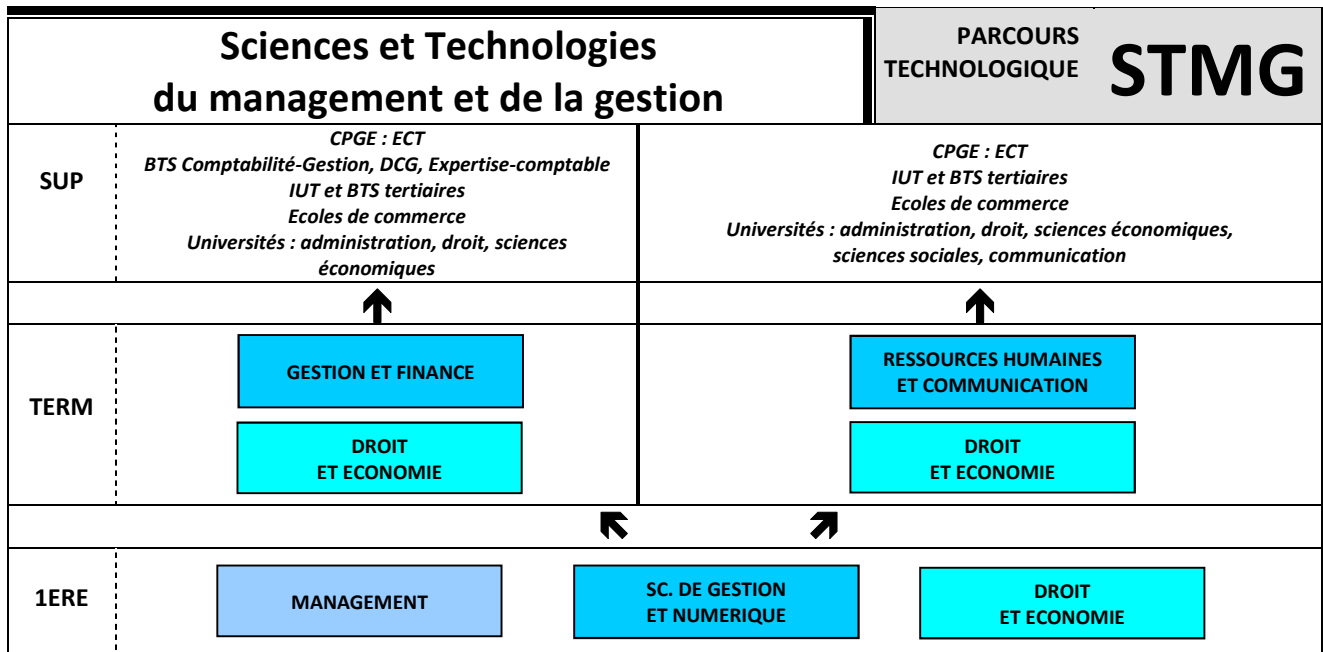 Sciences et Technologies
du management et de la gestion
PARCOURS
TECHNOLOGIQUE
STMG
SUP
CPGE : ECT
BTS Comptabilité-Gestion, DCG, Expertise-comptable
IUT et BTS tertiaires
Ecoles de commerce
Universités : administration, droit, sciences
économiques
CPGE : ECT
IUT et BTS tertiaires
Ecoles de commerce
Universités : administration, droit, sciences économiques,
sciences sociales, communication
TERM
GESTION ET FINANCE
DROIT
ET ECONOMIE
RESSOURCES HUMAINES
ET COMMUNICATION
DROIT
ET ECONOMIE
1ERE
MANAGEMENT
SC. DE GESTION
ET NUMERIQUE
DROIT
ET ECONOMIE